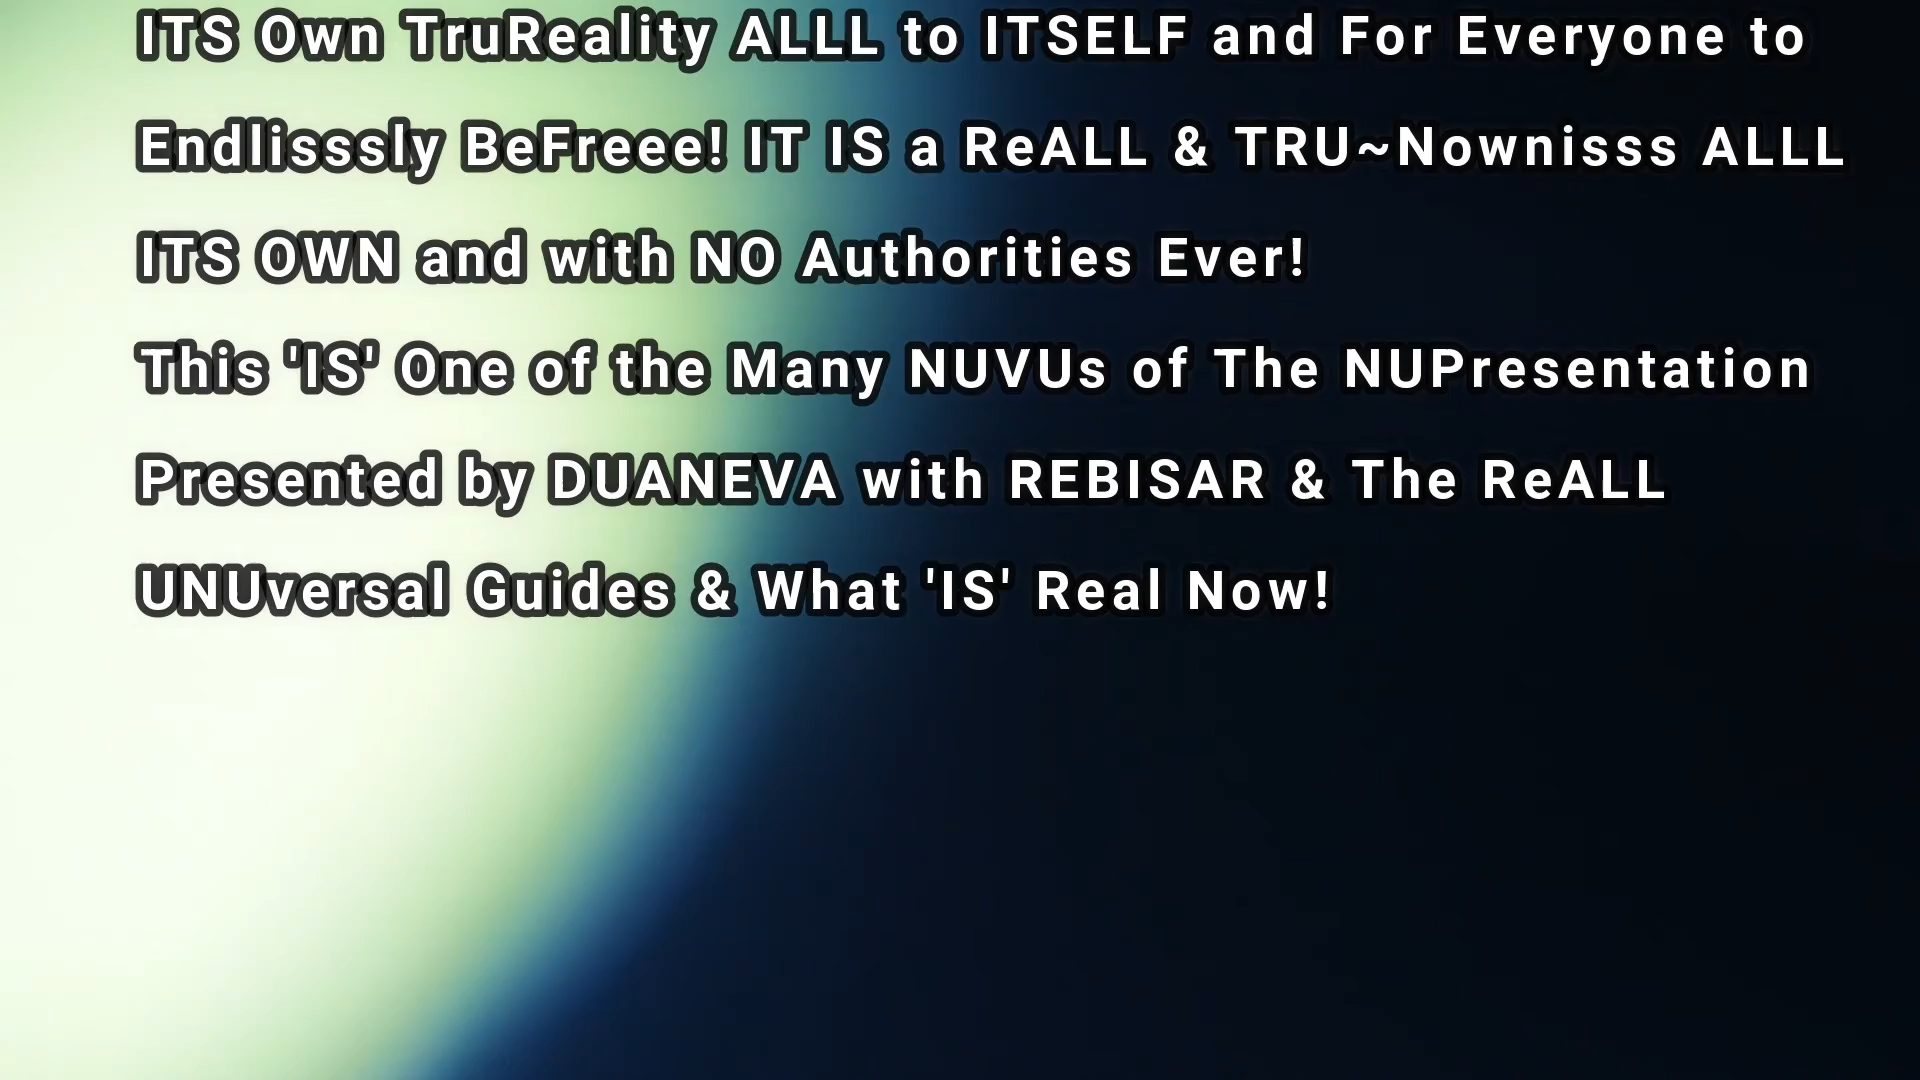 ITS Own TruReality ALLL to ITSELF and For Everyone to
Endlisssly BeFreee! IT IS a ReALL & TRU~Nownisss ALLL
ITS OWN and with NO Authorities Ever!
This 'IS' One of the Many NUVUs of The NUPresentation
Presented by DUANEVA with REBISAR & The ReALL
UNUversal Guides & What 'IS' Real Now!